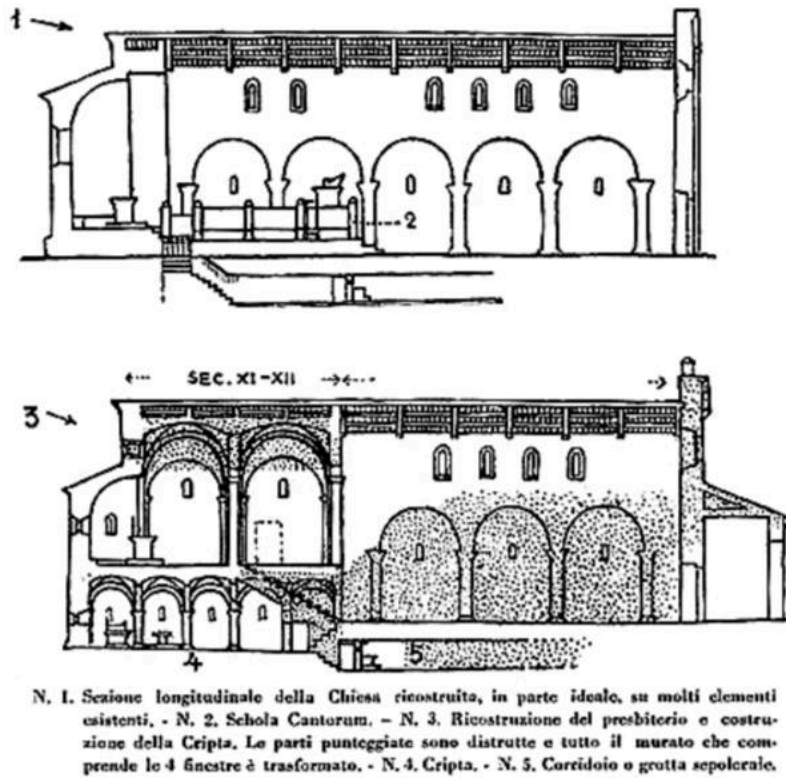 1
2
SEC. XI-XII
3
4
5
N. 1. Sezione longitudinale della Chiesa ricostruita, in parte ideale, su molti elementi
esistenti. - N. 2. Schola Cantorum. - N. 3. Ricostruzione del presbiterio e costru-
zione della Cripta. Le parti punteggiate sono distrutte e tutto il murato che com-
prende le 4 finestre è trasformato. - N. 4. Cripta. - N. 5. Corridoio o grotta sepolcrale.